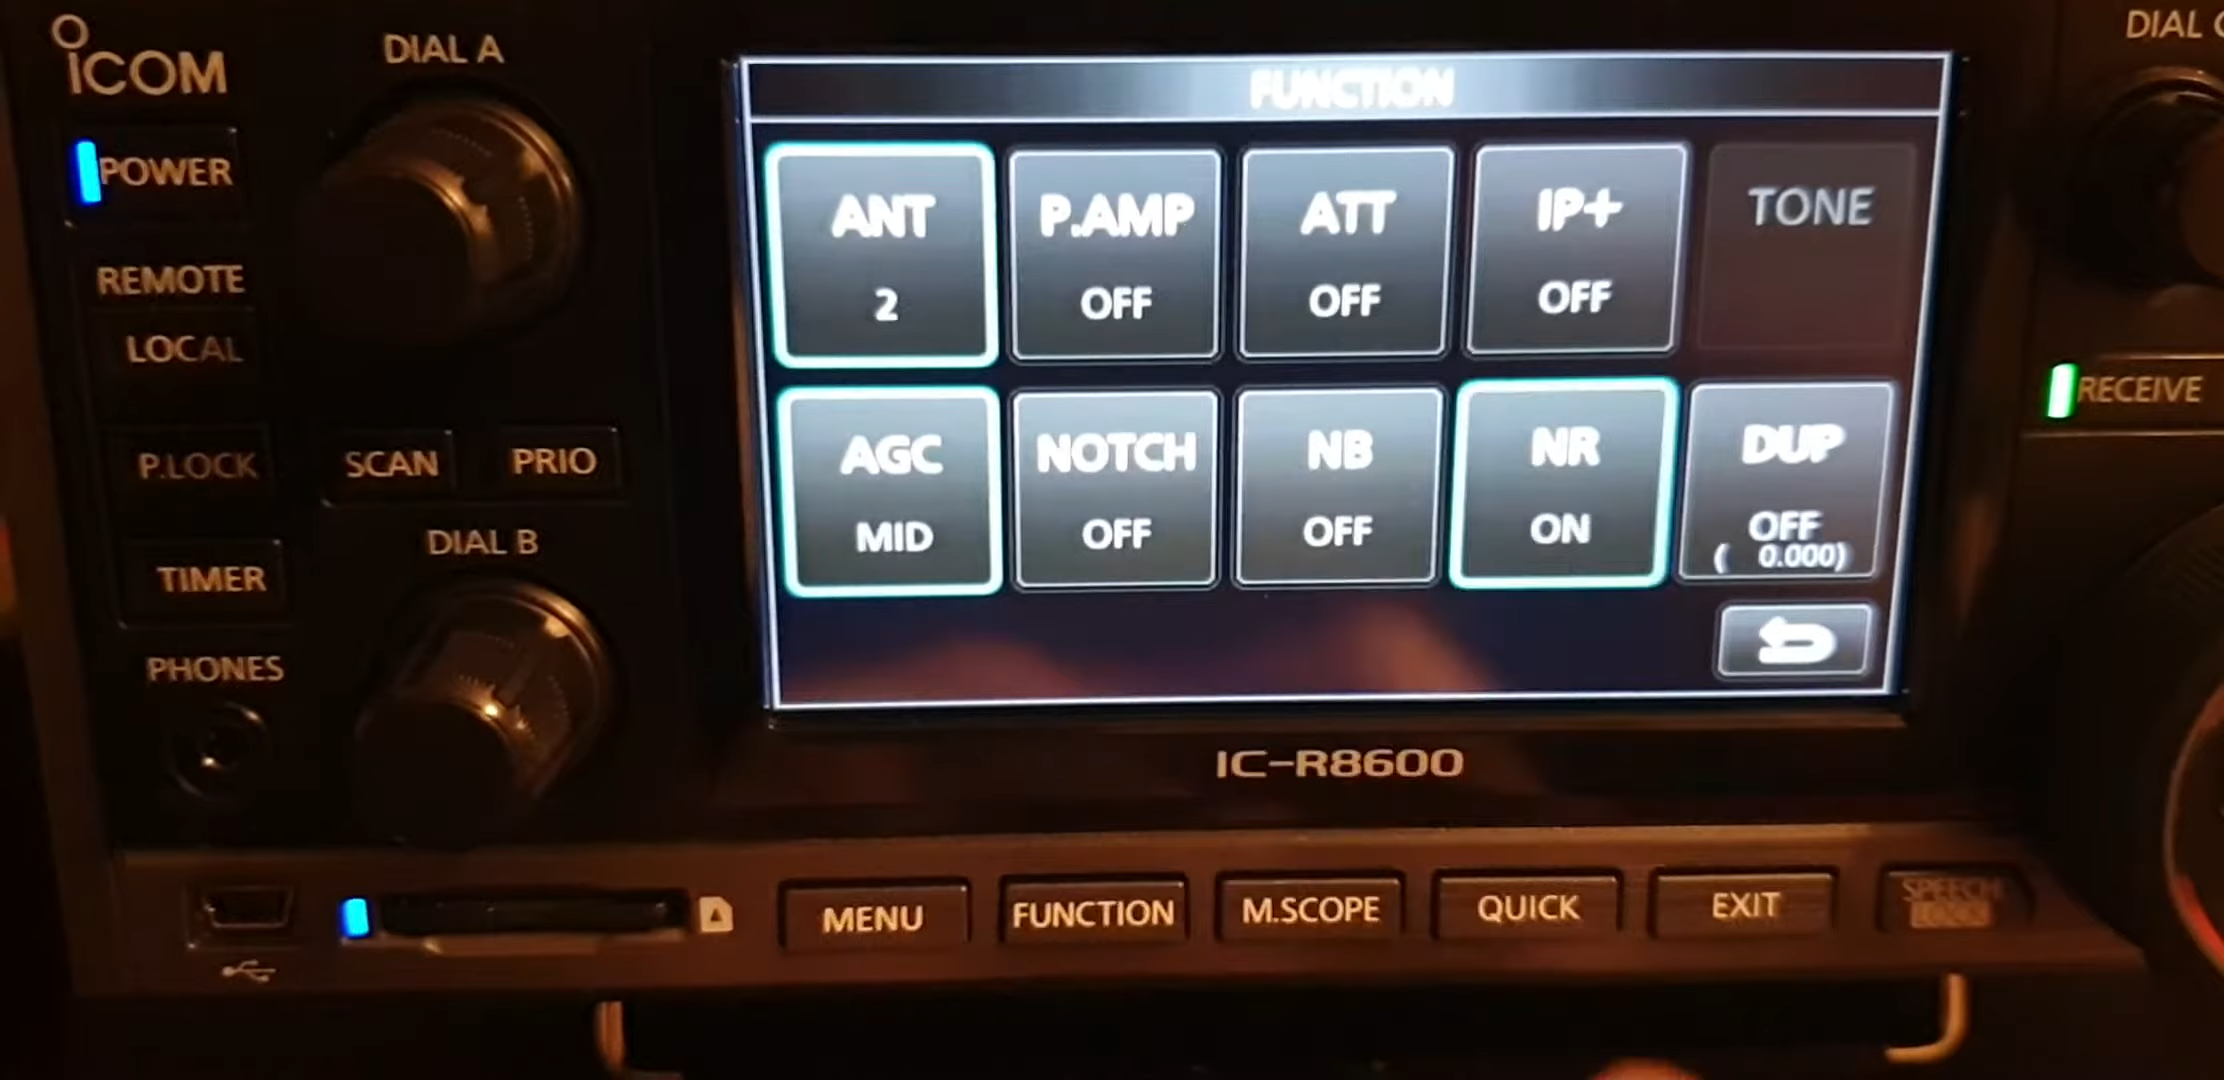 ICOM
DIAL A
POWER
REMOTE
LOCAL
P.LOCK
SCAN
PRIO
TIMER
DIAL B
PHONES
FUNCTION
ANT
2
P.AMP
OFF
ATT
OFF
IP+
OFF
TONE
AGC
MID
NOTCH
OFF
NB
OFF
NR
ON
DUP
OFF
( 0.000)
IC-R8600
DIAL
RECEIVE
MENU
FUNCTION
M.SCOPE
QUICK
EXIT
SPEECH
LOCK